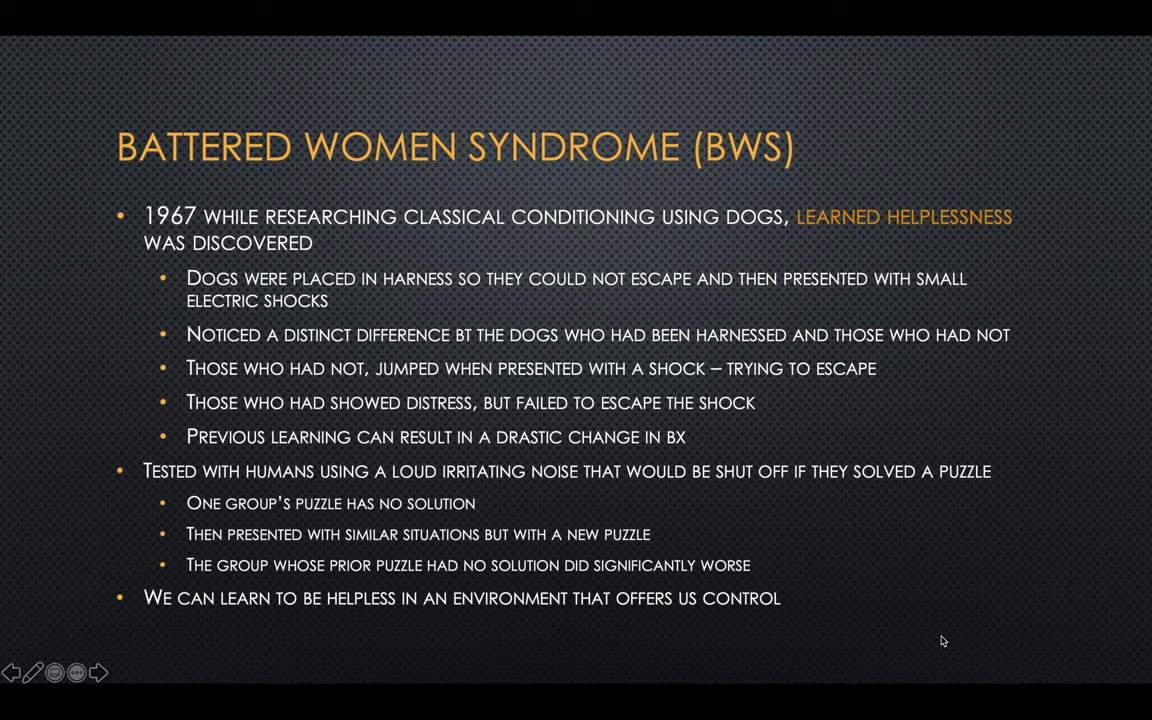 BATTERED WOMEN SYNDROME (BWS)
• 1967 WHILE RESEARCHING CLASSICAL CONDITIONING USING DOGS, LEARNED HELPLESSNESS
WAS DISCOVERED
• DOGS WERE PLACED IN HARNESS SO THEY COULD NOT ESCAPE AND THEN PRESENTED WITH SMALL
ELECTRIC SHOCKS
• NOTICED A DISTINCT DIFFERENCE BT THE DOGS WHO HAD BEEN HARNESSED AND THOSE WHO HAD NOT
• THOSE WHO HAD NOT, JUMPED WHEN PRESENTED WITH A SHOCK – TRYING TO ESCAPE
• THOSE WHO HAD SHOWED DISTRESS, BUT FAILED TO ESCAPE THE SHOCK
• PREVIOUS LEARNING CAN RESULT IN A DRASTIC CHANGE IN BX
• TESTED WITH HUMANS USING A LOUD IRRITATING NOISE THAT WOULD BE SHUT OFF IF THEY SOLVED A PUZZLE
• ONE GROUP'S PUZZLE HAS NO SOLUTION
• THEN PRESENTED WITH SIMILAR SITUATIONS BUT WITH A NEW PUZZLE
• THE GROUP WHOSE PRIOR PUZZLE HAD NO SOLUTION DID SIGNIFICANTLY WORSE
• WE CAN LEARN TO BE HELPLESS IN AN ENVIRONMENT THAT OFFERS US CONTROL